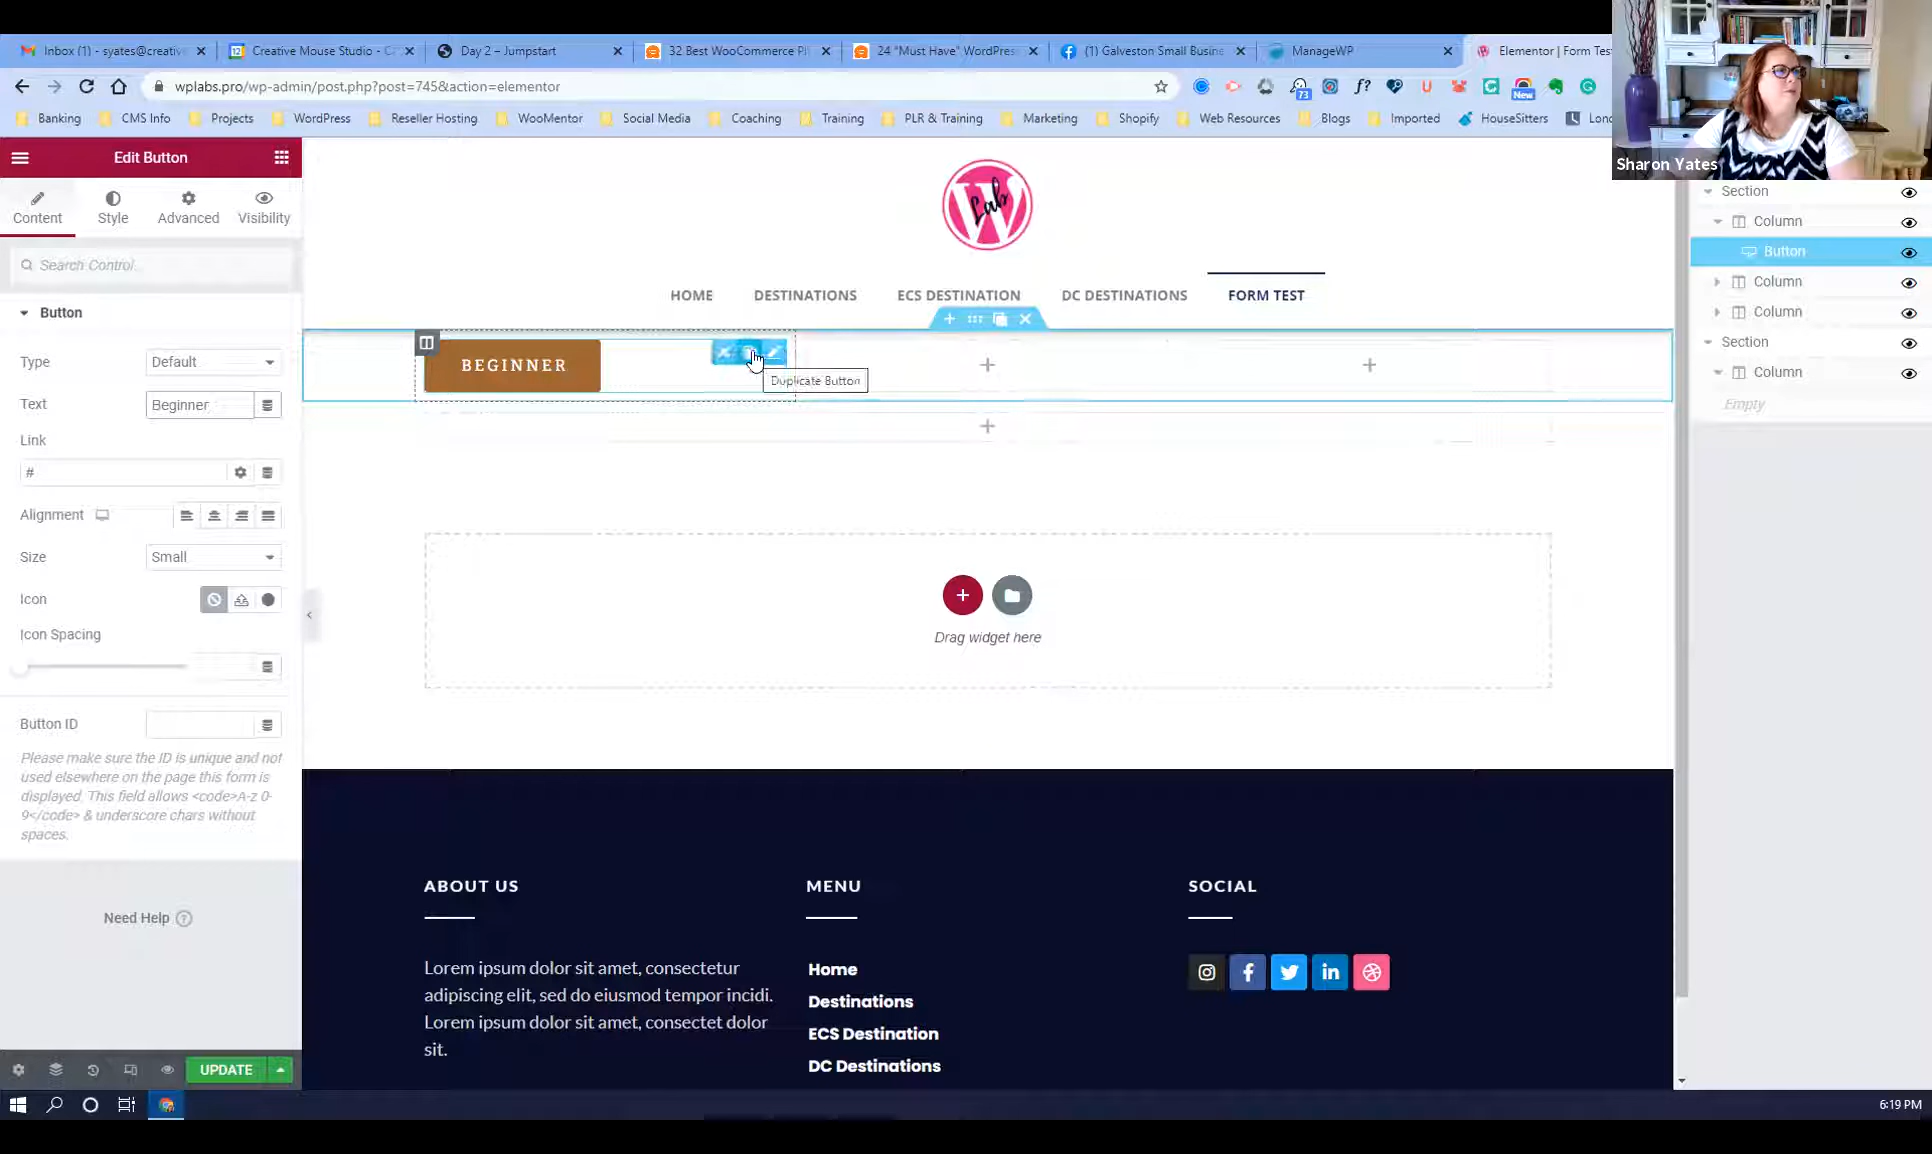 Inbox (1) - syates@creative
Creative Mouse Studio - C
Day 2 – Jumpstart
32 Best WooCommerce Pl
24 "Must Have" WordPress
(1) Galveston Small Busine
ManageWP
Elementor | Form Tes
wplabs.pro/wp-admin/post.php?post=745&action=elementor
73
f?
New
Banking
CMS Info
Projects
WordPress
Reseller Hosting
WooMentor
Social Media
Coaching
Training
PLR & Training
Marketing
Shopify
Web Resources
Blogs
Imported
HouseSitters
Lond
Sharon Yates
Edit Button
Content
Style
Advanced
Visibility
Search Control...
Button
Type
Default
Text
Beginner
Link
#
Alignment
Size
Small
Icon
Icon Spacing
Button ID
Please make sure the ID is unique and not
used elsewhere on the page this form is
displayed. This field allows <code>A-z 0-
9</code> & underscore chars without
spaces.
Need Help
UPDATE
W Lab
HOME
DESTINATIONS
ECS DESTINATION
DC DESTINATIONS
FORM TEST
BEGINNER
Duplicate Button
Drag widget here
Section
Column
Button
Column
Column
Section
Column
Empty
ABOUT US
Lorem ipsum dolor sit amet, consectetur
adipiscing elit, sed do eiusmod tempor incidi.
Lorem ipsum dolor sit amet, consectet dolor
sit.
MENU
Home
Destinations
ECS Destination
DC Destinations
SOCIAL
6:19 PM